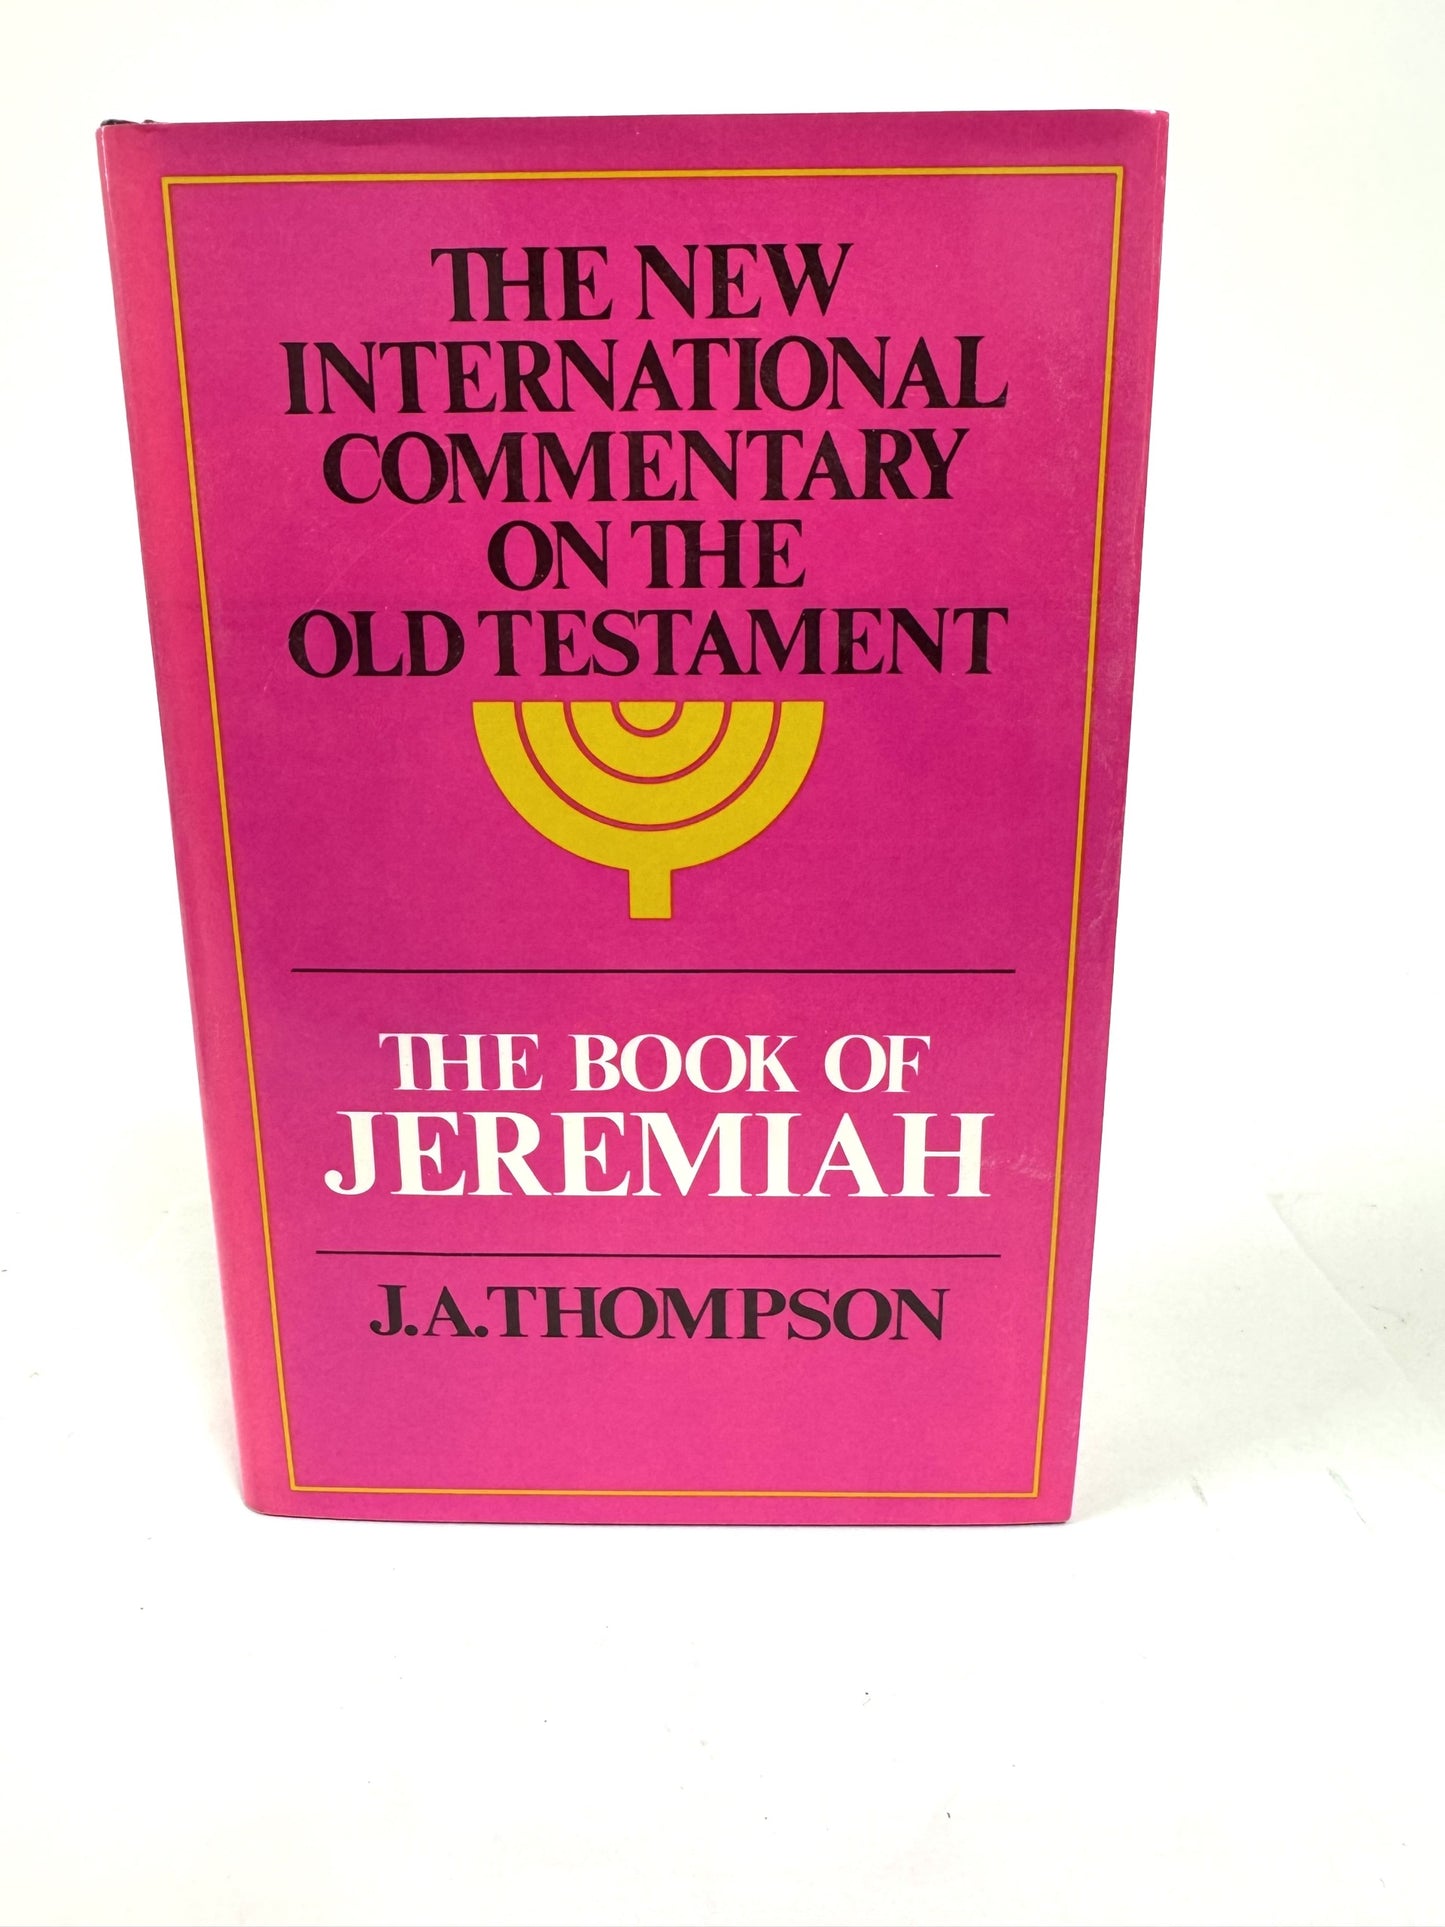 THE NEW
INTERNATIONAL
COMMENTARY
ON THE
OLD TESTAMENT
THE BOOK OF
JEREMIAH
J.A. THOMPSON